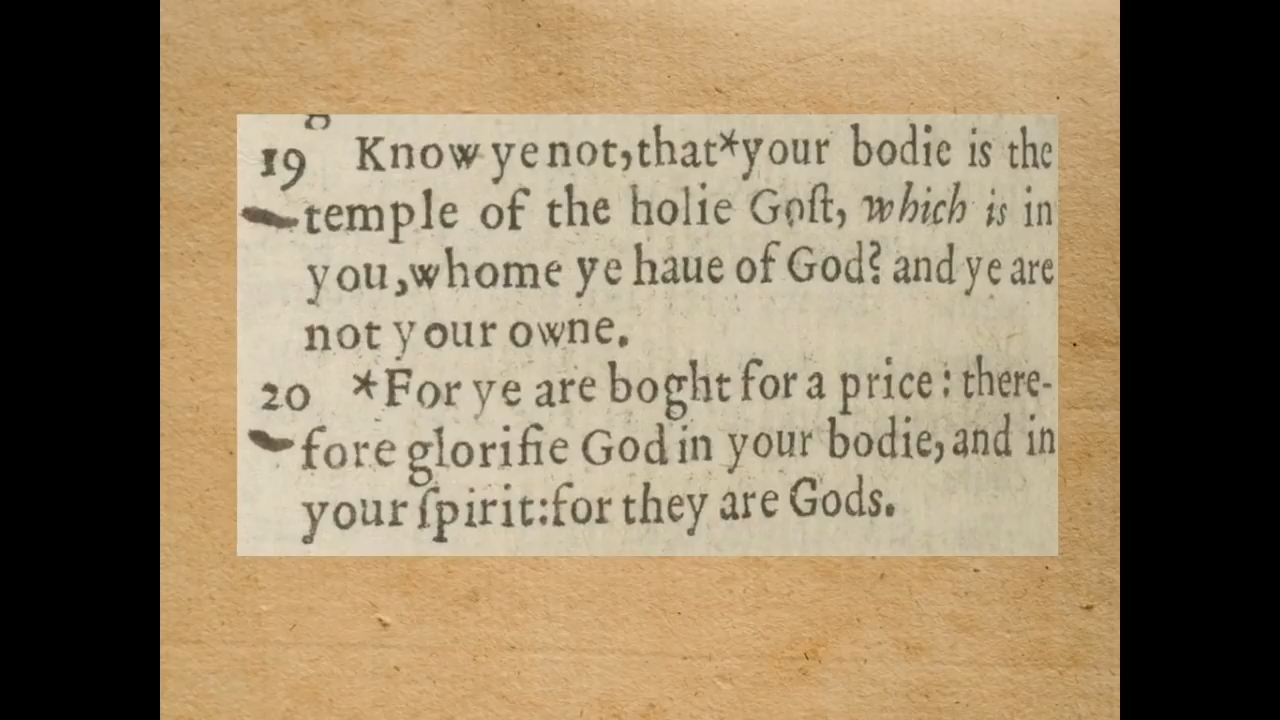 19 Know ye not, that*your bodie is the
temple of the holie Goſt, which is in
you, whome ye haue of God? and ye are
not your owne.
20 *For ye are boght for a price: there-
fore glorifie God in your bodie, and in
your ſpirit: for they are Gods.